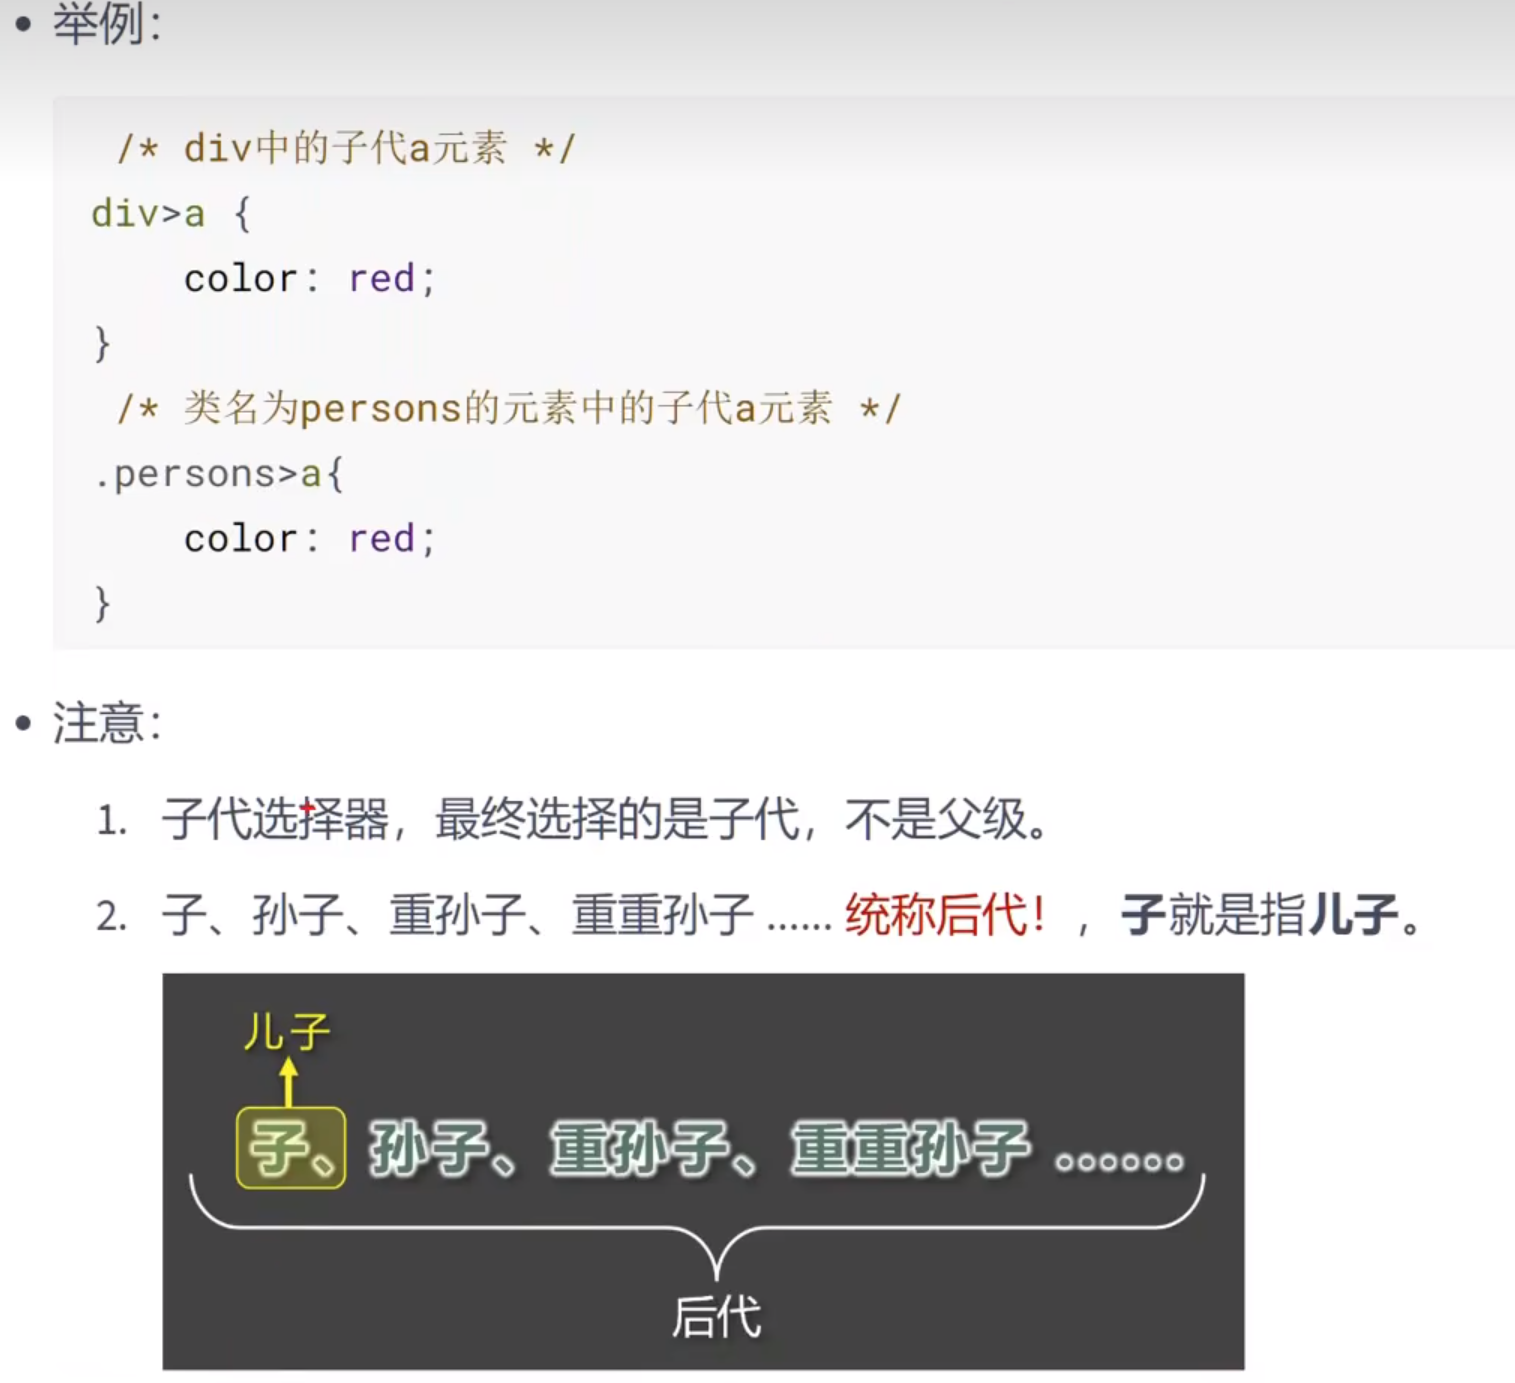 • 举例：
/* div中的子代a元素 */
div>a {
    color: red;
}
/* 类名为persons的元素中的子代a元素 */
.persons>a{
    color: red;
}
• 注意：
1. 子代选择器，最终选择的是子代，不是父级。
2. 子、孙子、重孙子、重重孙子 ...... 统称后代！，子就是指儿子。
儿子
子、孙子、重孙子、重重孙子 ......
后代